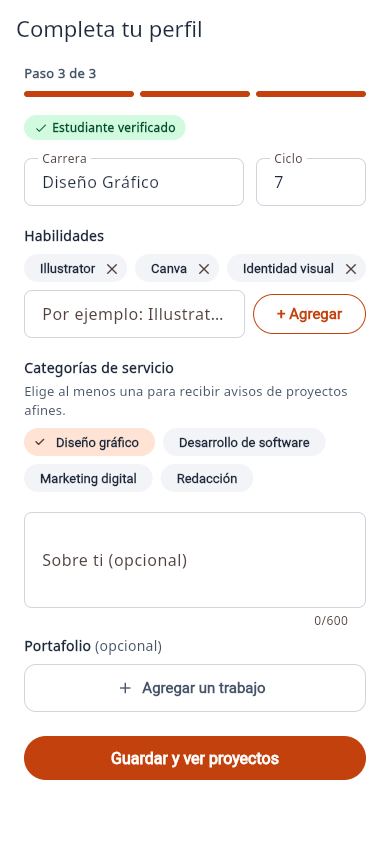 Completa tu perfil
Paso 3 de 3
Estudiante verificado
Carrera
Ciclo
Diseño Gráfico
7
Habilidades
Illustrator
Canva
Identidad visual
Por ejemplo: Illustrat...
+ Agregar
Categorías de servicio
Elige al menos una para recibir avisos de proyectos
afines.
Diseño gráfico
Desarrollo de software
Marketing digital
Redacción
Sobre ti (opcional)
0/600
Portafolio (opcional)
+ Agregar un trabajo
Guardar y ver proyectos